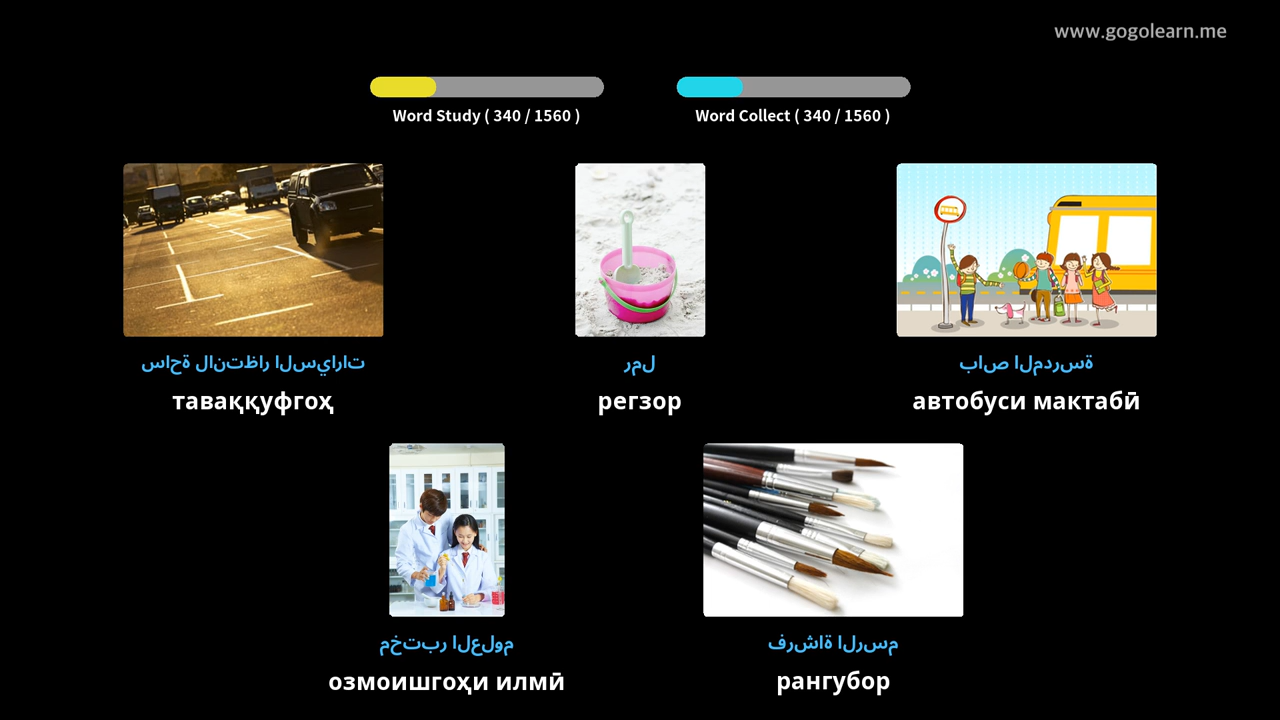 www.gogolearn.me
Word Study ( 340 / 1560 )
Word Collect ( 340 / 1560 )
ساحة لانتظار السيارات
رمل
باص المدرسة
таваққуфгоҳ
регзор
автобуси мактабӣ
مختبر العلوم
فرشاة الرسم
озмоишгоҳи илмӣ
рангубор